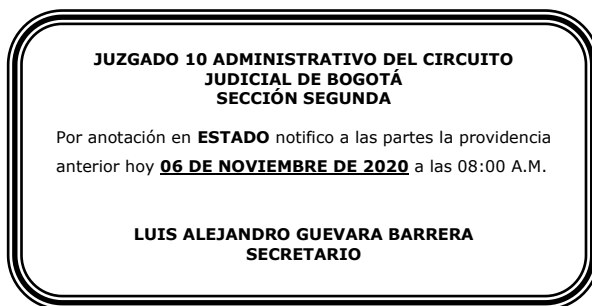 JUZGADO 10 ADMINISTRATIVO DEL CIRCUITO
JUDICIAL DE BOGOTÁ
SECCIÓN SEGUNDA
Por anotación en ESTADO notifico a las partes la providencia
anterior hoy 06 DE NOVIEMBRE DE 2020 a las 08:00 A.M.
LUIS ALEJANDRO GUEVARA BARRERA
SECRETARIO